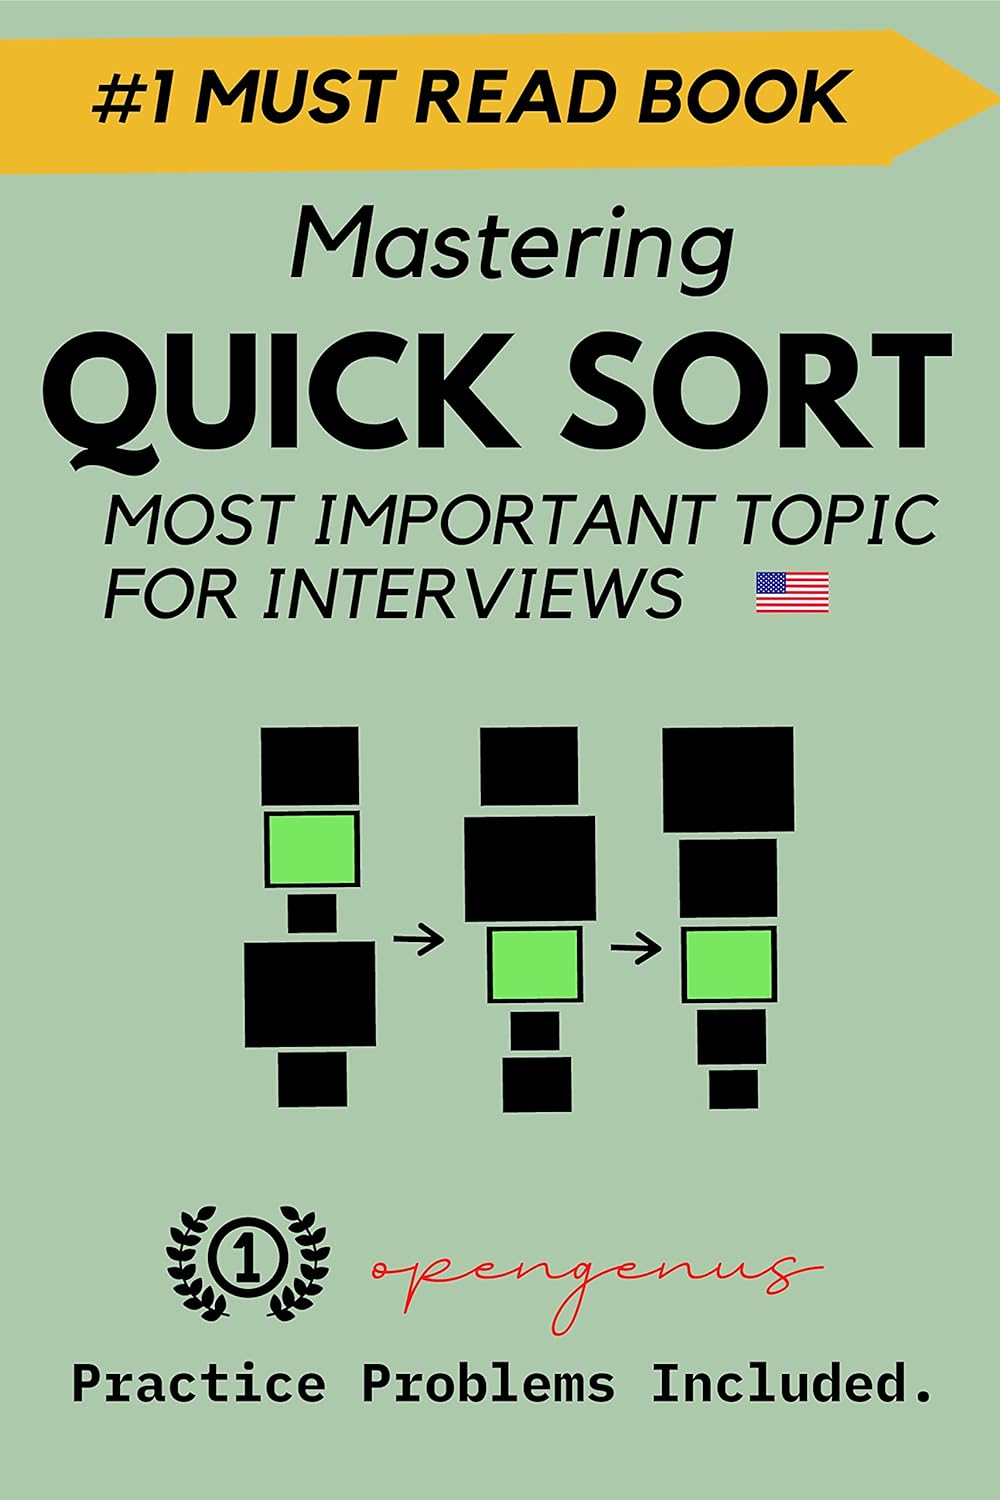 #1 MUST READ BOOK
Mastering
QUICK SORT
MOST IMPORTANT TOPIC
FOR INTERVIEWS
1 opengenus
Practice Problems Included.